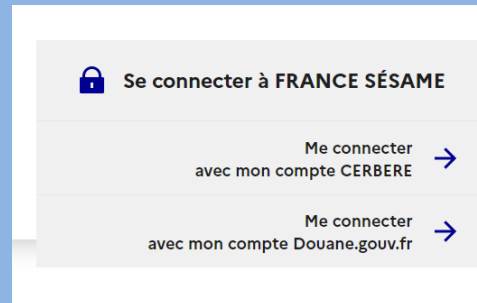 Se connecter à FRANCE SÉSAME
Me connecter
avec mon compte CERBERE
Me connecter
avec mon compte Douane.gouv.fr